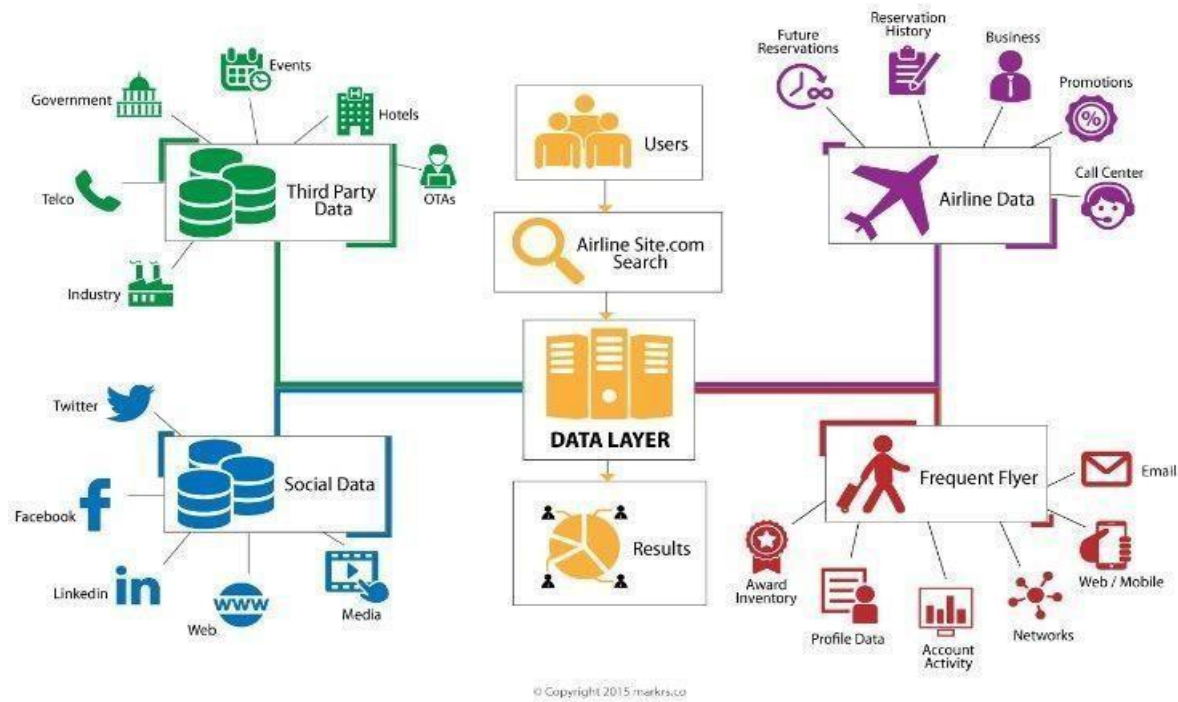 Government
Events
Hotels
OTAs
Telco
Industry
Third Party
Data
Users
Airline Site.com
Search
DATA LAYER
Results
Future
Reservations
Reservation
History
Business
Promotions
%
Call Center
Airline Data
Twitter
Facebook
Linkedin
in
Web
www
Media
Social Data
Frequent Flyer
Email
Web / Mobile
Networks
Account
Activity
Profile Data
Award
Inventory
© Copyright 2015 markrs.co